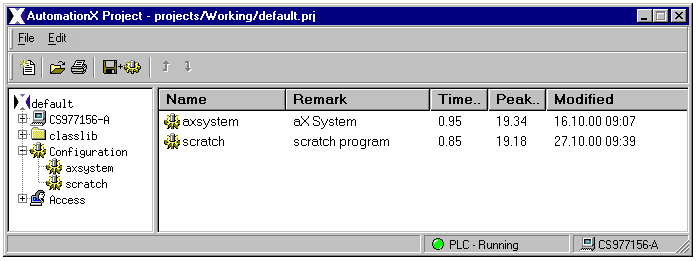 AutomationX Project - projects/Working/default.prj
File Edit
default
CS977156-A
classlib
Configuration
axsystem
scratch
Access
Name Remark Time.. Peak.. Modified
axsystem aX System 0.95 19.34 16.10.00 09:07
scratch scratch program 0.85 19.18 27.10.00 09:39
PLC - Running CS977156-A